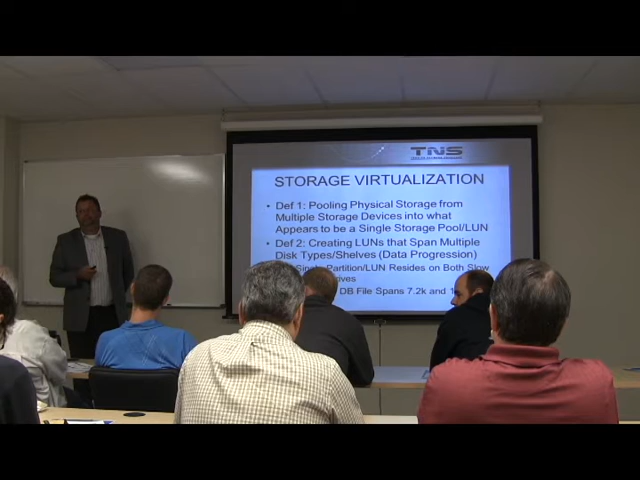 TNS
STORAGE VIRTUALIZATION
• Def 1: Pooling Physical Storage from
Multiple Storage Devices into what
Appears to be a Single Storage Pool/LUN
• Def 2: Creating LUNs that Span Multiple
Disk Types/Shelves (Data Progression)
Single Partition/LUN Resides on Both Slow
DB File Spans 7.2k and